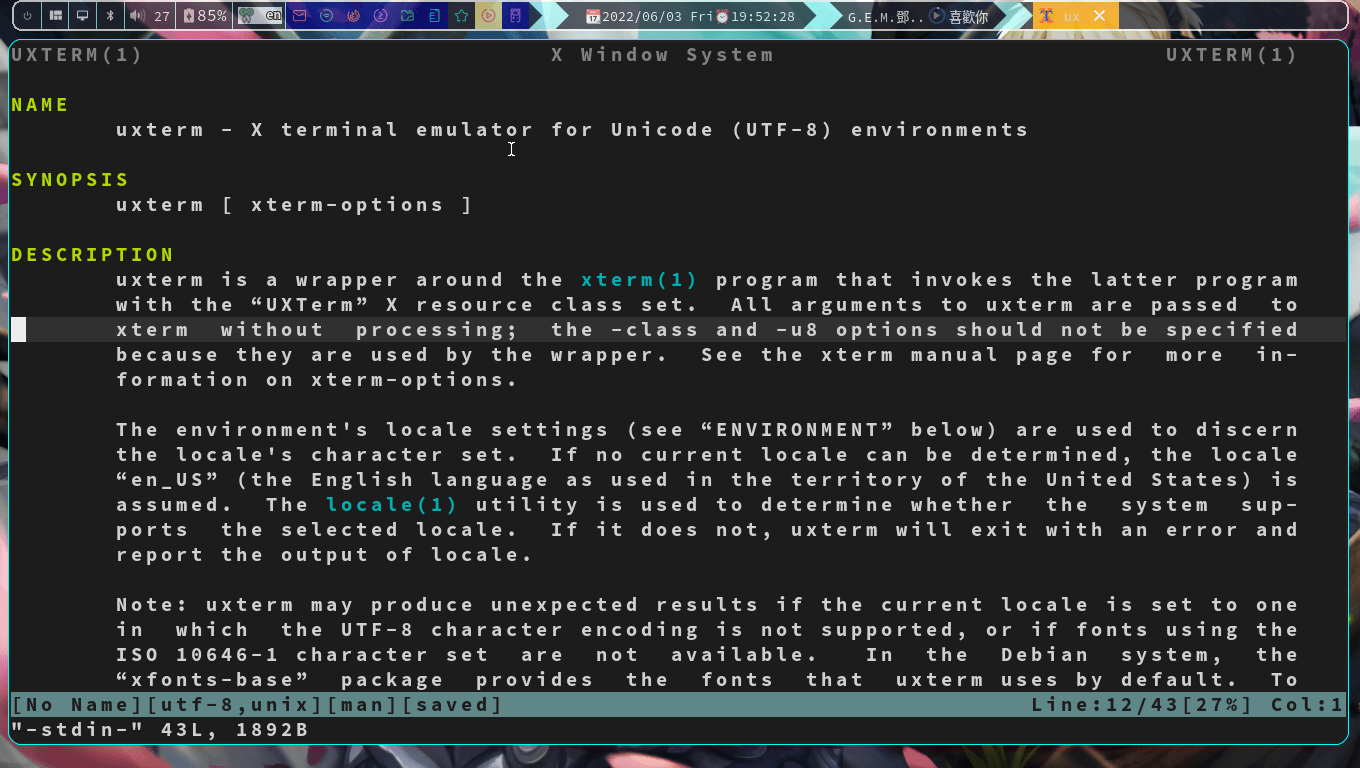 27 85% en 📅2022/06/03 Fri⏰19:52:28 G.E.M.鄧.. 喜歡你 ux
UXTERM(1) X Window System UXTERM(1)
NAME
uxterm - X terminal emulator for Unicode (UTF-8) environments
SYNOPSIS
uxterm [ xterm-options ]
DESCRIPTION
uxterm is a wrapper around the xterm(1) program that invokes the latter program
with the “UXTerm” X resource class set. All arguments to uxterm are passed to
xterm without processing; the -class and -u8 options should not be specified
because they are used by the wrapper. See the xterm manual page for more in-
formation on xterm-options.
The environment's locale settings (see “ENVIRONMENT” below) are used to discern
the locale's character set. If no current locale can be determined, the locale
“en_US” (the English language as used in the territory of the United States) is
assumed. The locale(1) utility is used to determine whether the system sup-
ports the selected locale. If it does not, uxterm will exit with an error and
report the output of locale.
Note: uxterm may produce unexpected results if the current locale is set to one
in which the UTF-8 character encoding is not supported, or if fonts using the
ISO 10646-1 character set are not available. In the Debian system, the
“xfonts-base” package provides the fonts that uxterm uses by default. To
[No Name][utf-8,unix][man][saved] Line:12/43[27%] Col:1
"-stdin-" 43L, 1892B